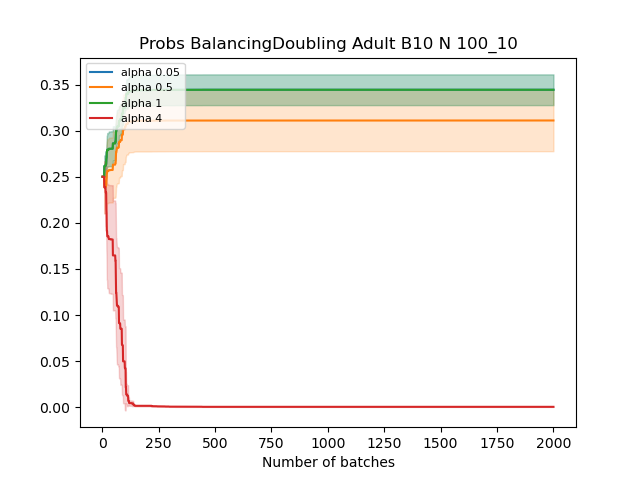 Probs BalancingDoubling Adult B10 N 100_10
0.35
0.30
0.25
0.20
0.15
0.10
0.05
0.00
alpha 0.05
alpha 0.5
alpha 1
alpha 4
0 250 500 750 1000 1250 1500 1750 2000
Number of batches